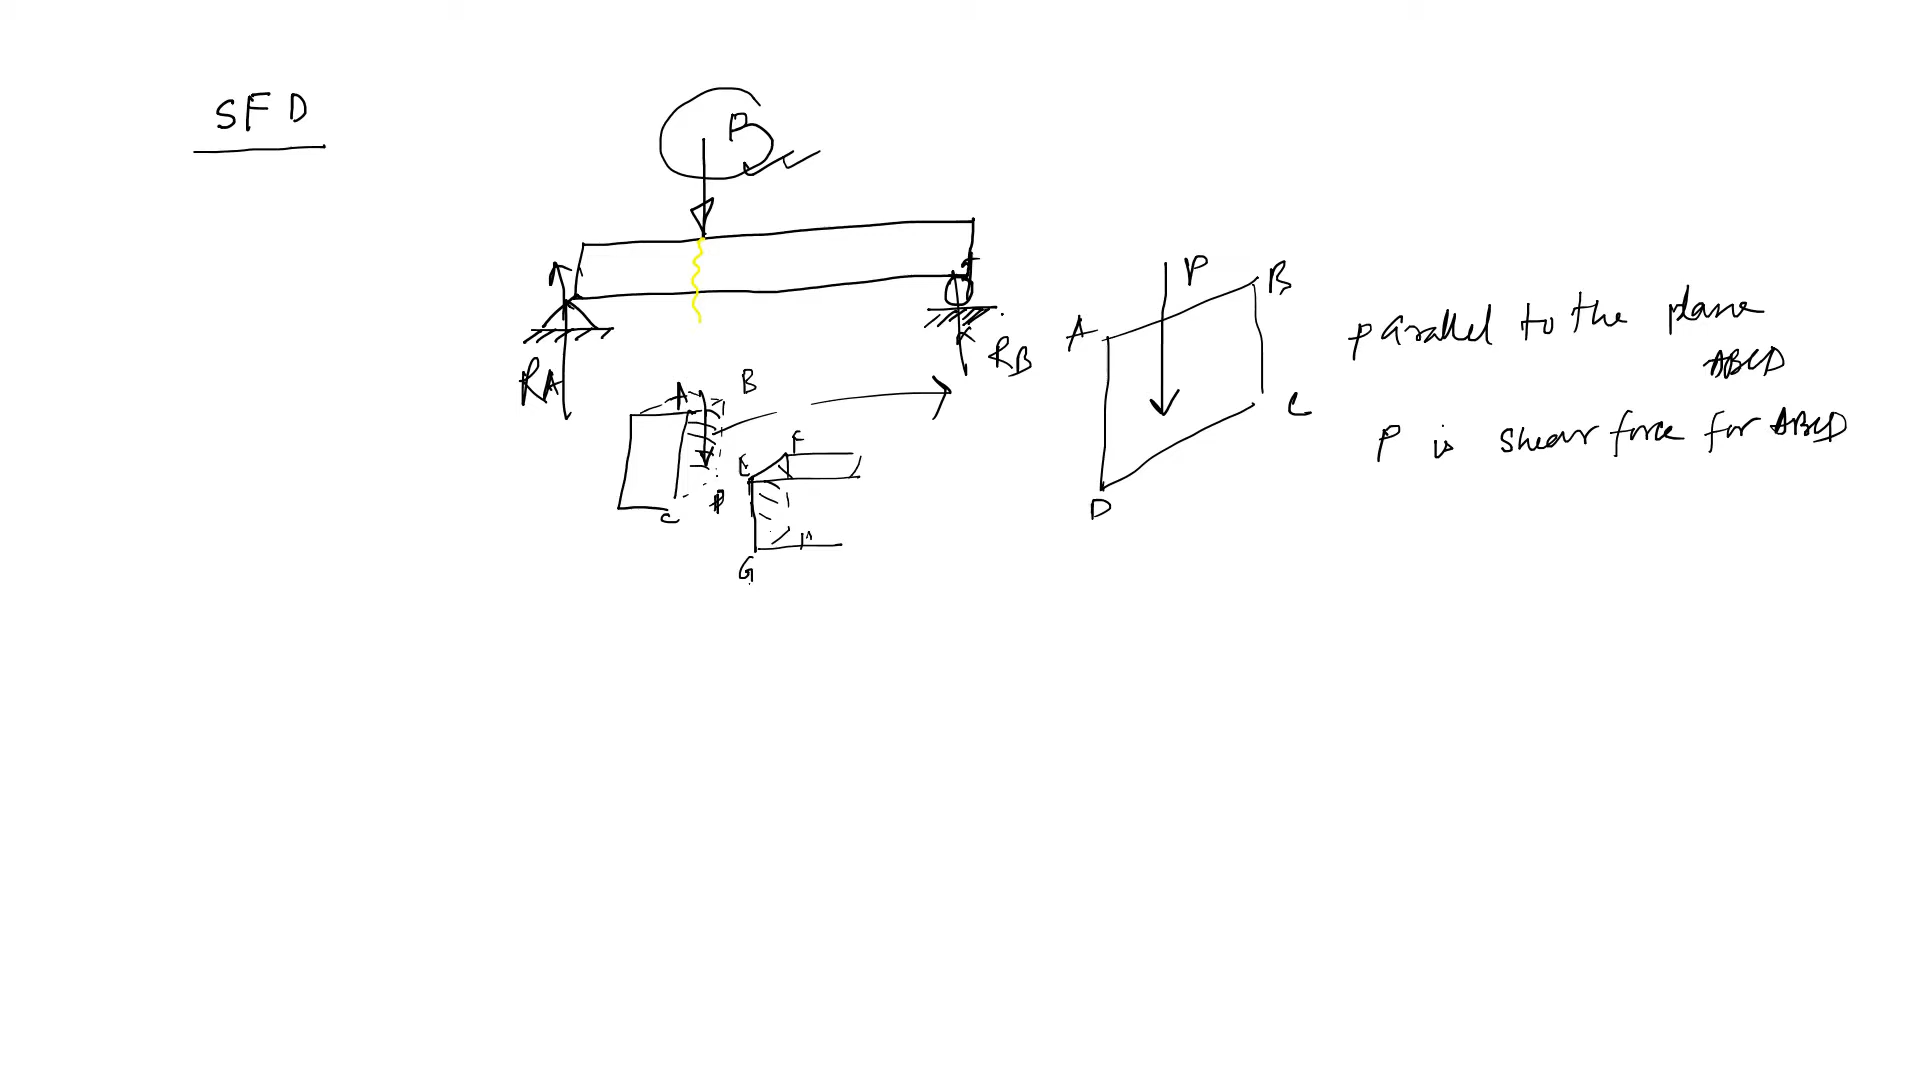 SFD
P
P
B
A
parallel to the plane
ABCD
RA
RB
C
P is shear force for ABCD
D
A
B
C
E
F
G